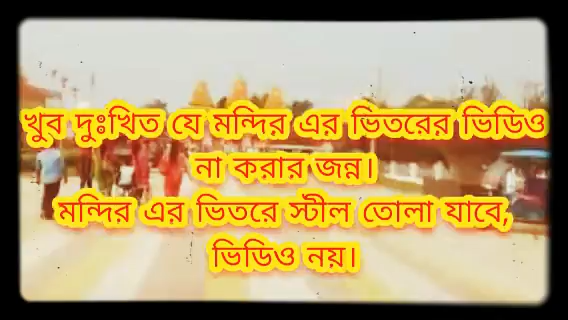 খুব দুঃখিত যে মন্দির এর ভিতরের ভিডিও
না করার জন্ন।
মন্দির এর ভিতরে স্টীল তোলা যাবে,
ভিডিও নয়।